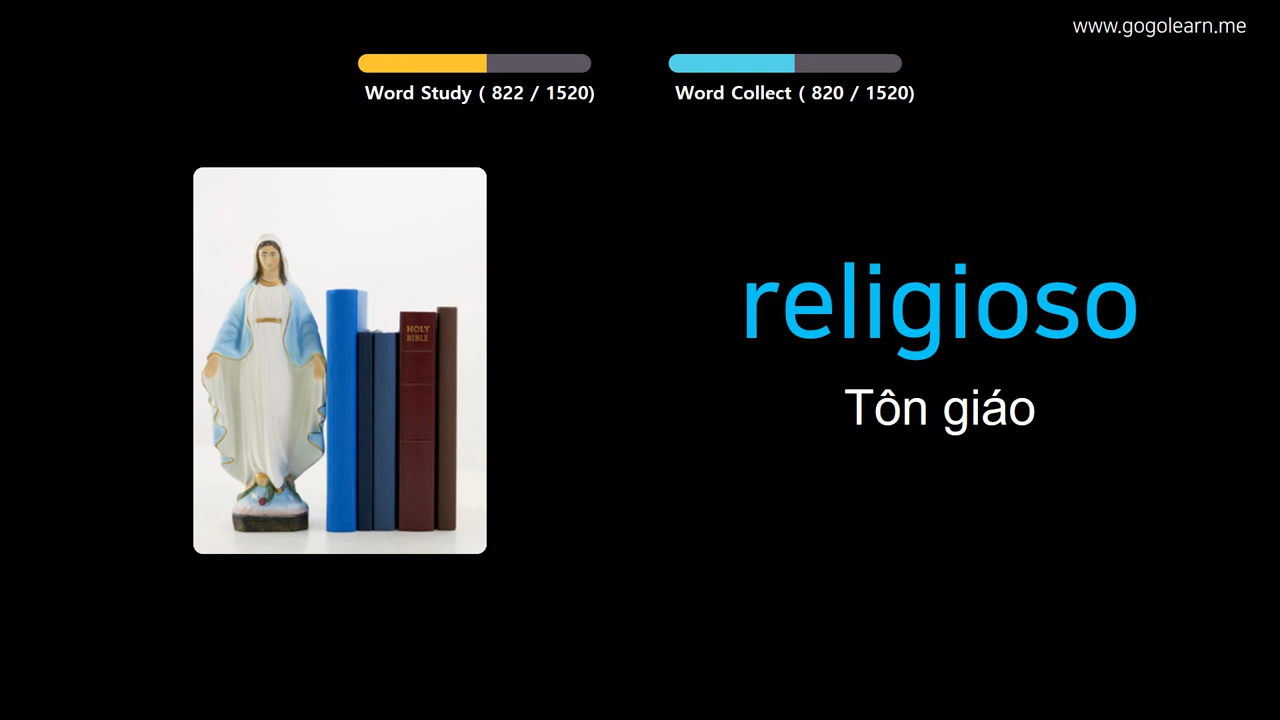 www.gogolearn.me
Word Study ( 822 / 1520)
Word Collect ( 820 / 1520)
HOLY
BIBLE
religioso
Tôn giáo